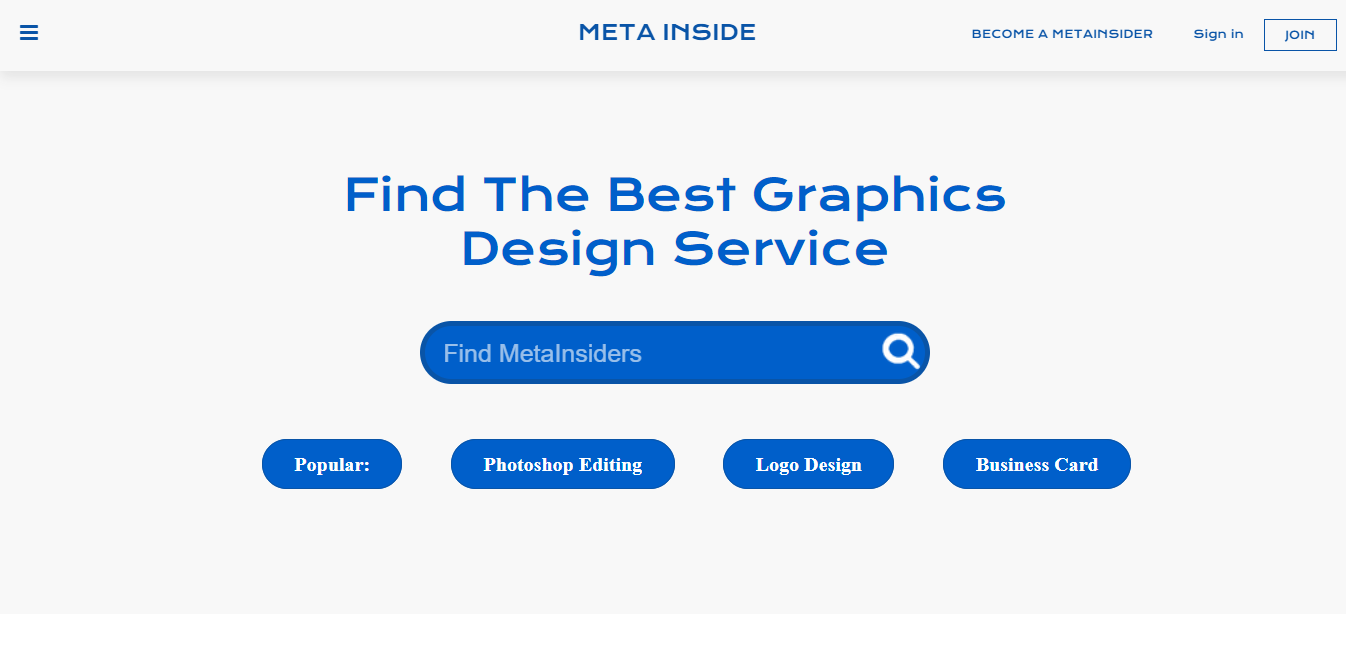 META INSIDE
BECOME A METAINSIDER
Sign in
JOIN
Find The Best Graphics
Design Service
Find MetaInsiders
Popular:
Photoshop Editing
Logo Design
Business Card